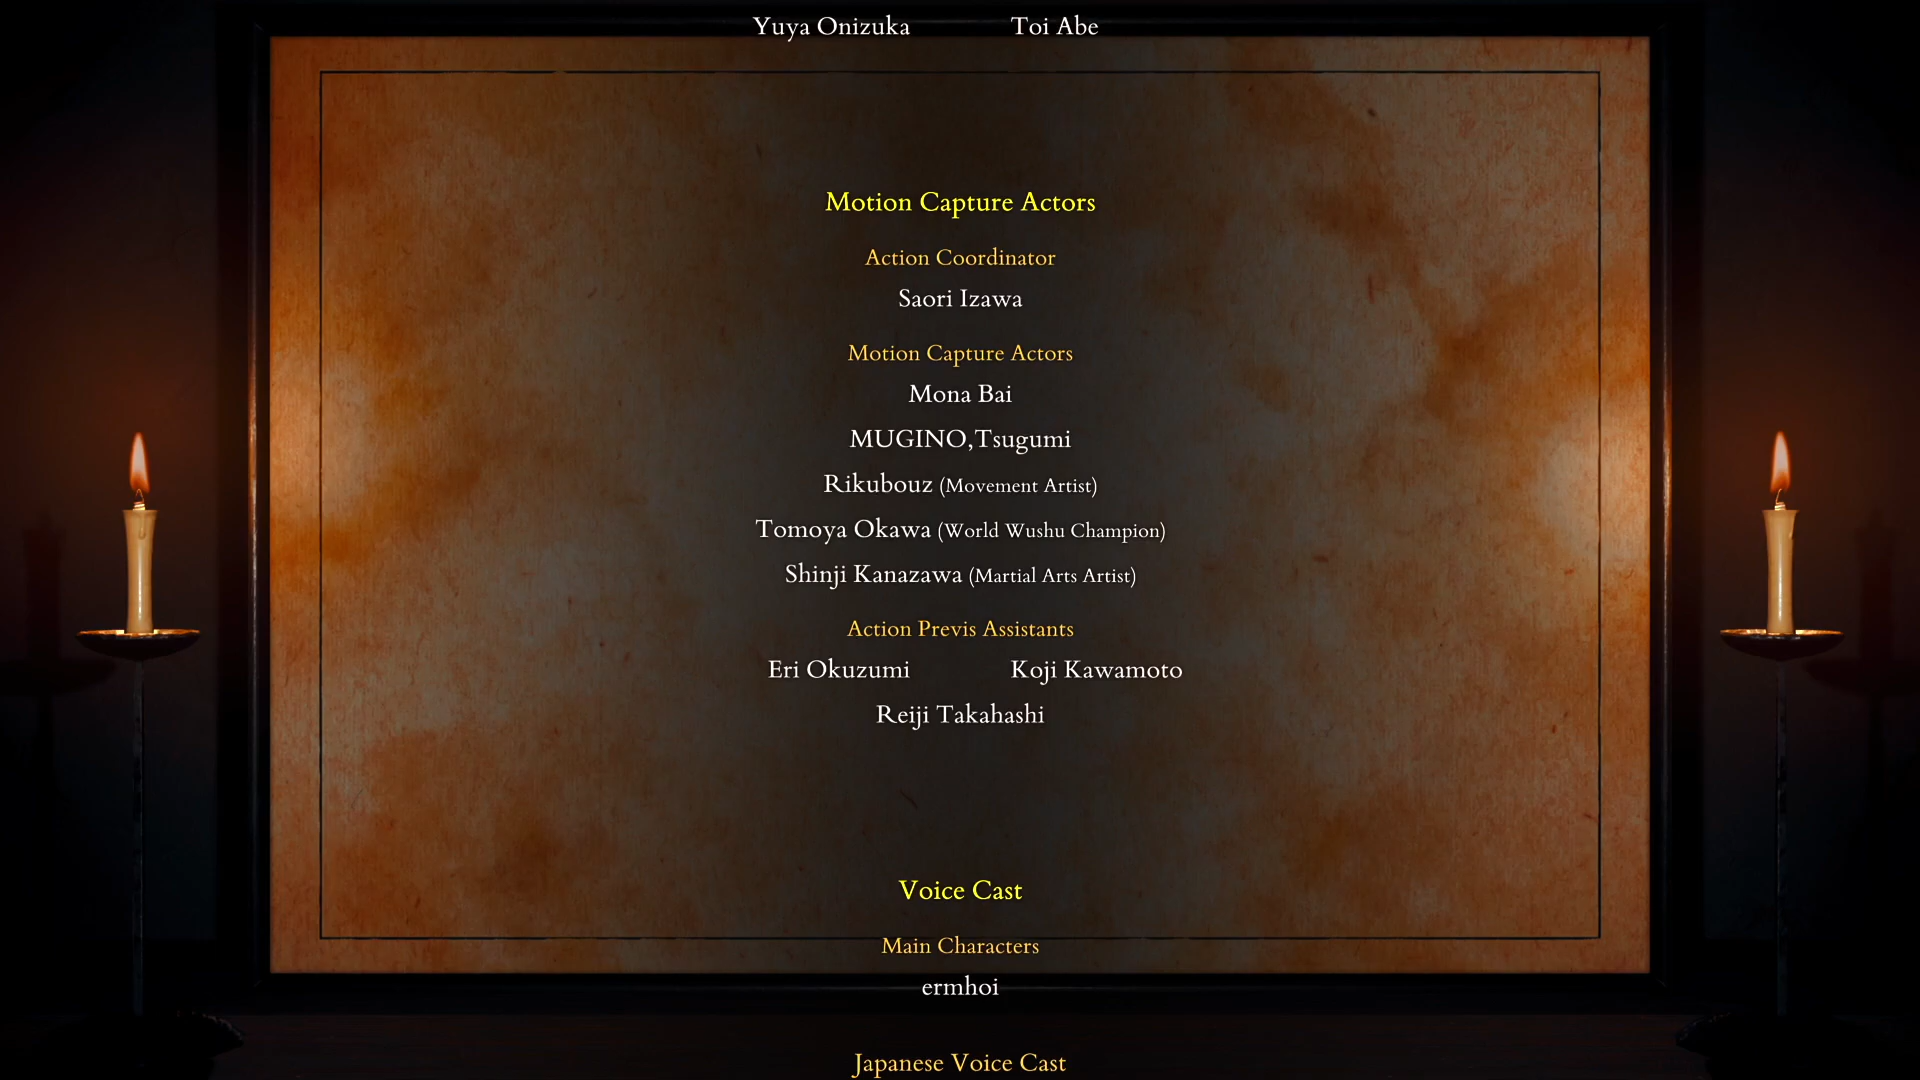 Yuya Onizuka Toi Abe
Motion Capture Actors
Action Coordinator
Saori Izawa
Motion Capture Actors
Mona Bai
MUGINO,Tsugumi
Rikubouz (Movement Artist)
Tomoya Okawa (World Wushu Champion)
Shinji Kanazawa (Martial Arts Artist)
Action Previs Assistants
Eri Okuzumi Koji Kawamoto
Reiji Takahashi
Voice Cast
Main Characters
ermhoi
Japanese Voice Cast